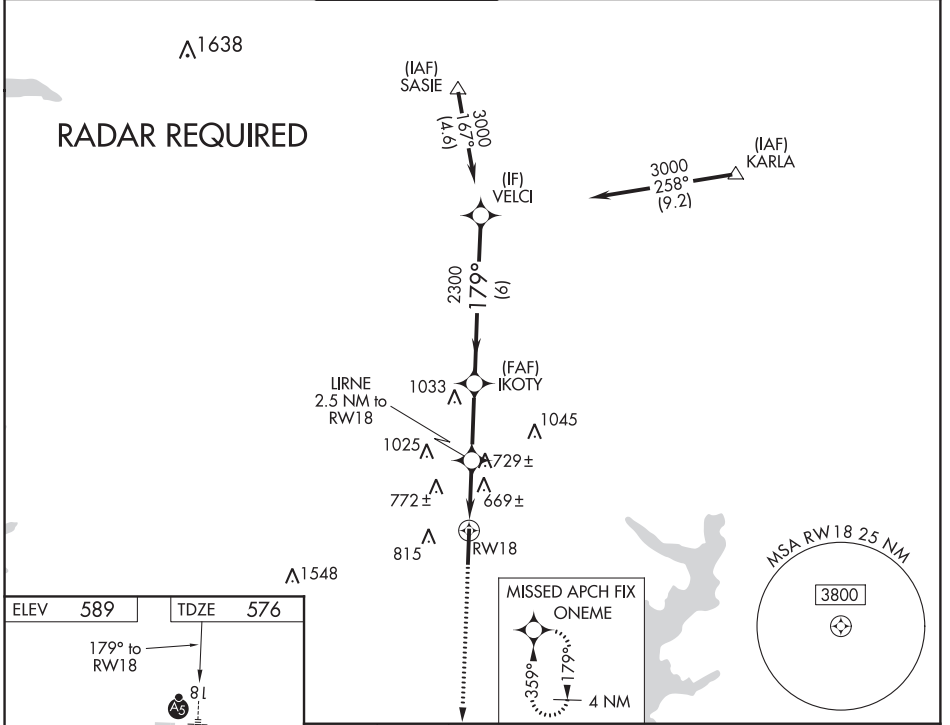 1638
RADAR REQUIRED
(IAF)
SASIE
3000
167°
(4.6)
(IAF)
KARLA
3000
258°
(9.2)
(IF)
VELCI
2300
179°
(6)
(FAF)
IKOTY
LIRNE
2.5 NM to
RW18
1033
1045
1025
729±
772±
669±
815
RW18
1548
MSA RW18 25 NM
3800
MISSED APCH FIX
ONEME
359°
179°
4 NM
ELEV 589
TDZE 576
179° to
RW18
18
A5